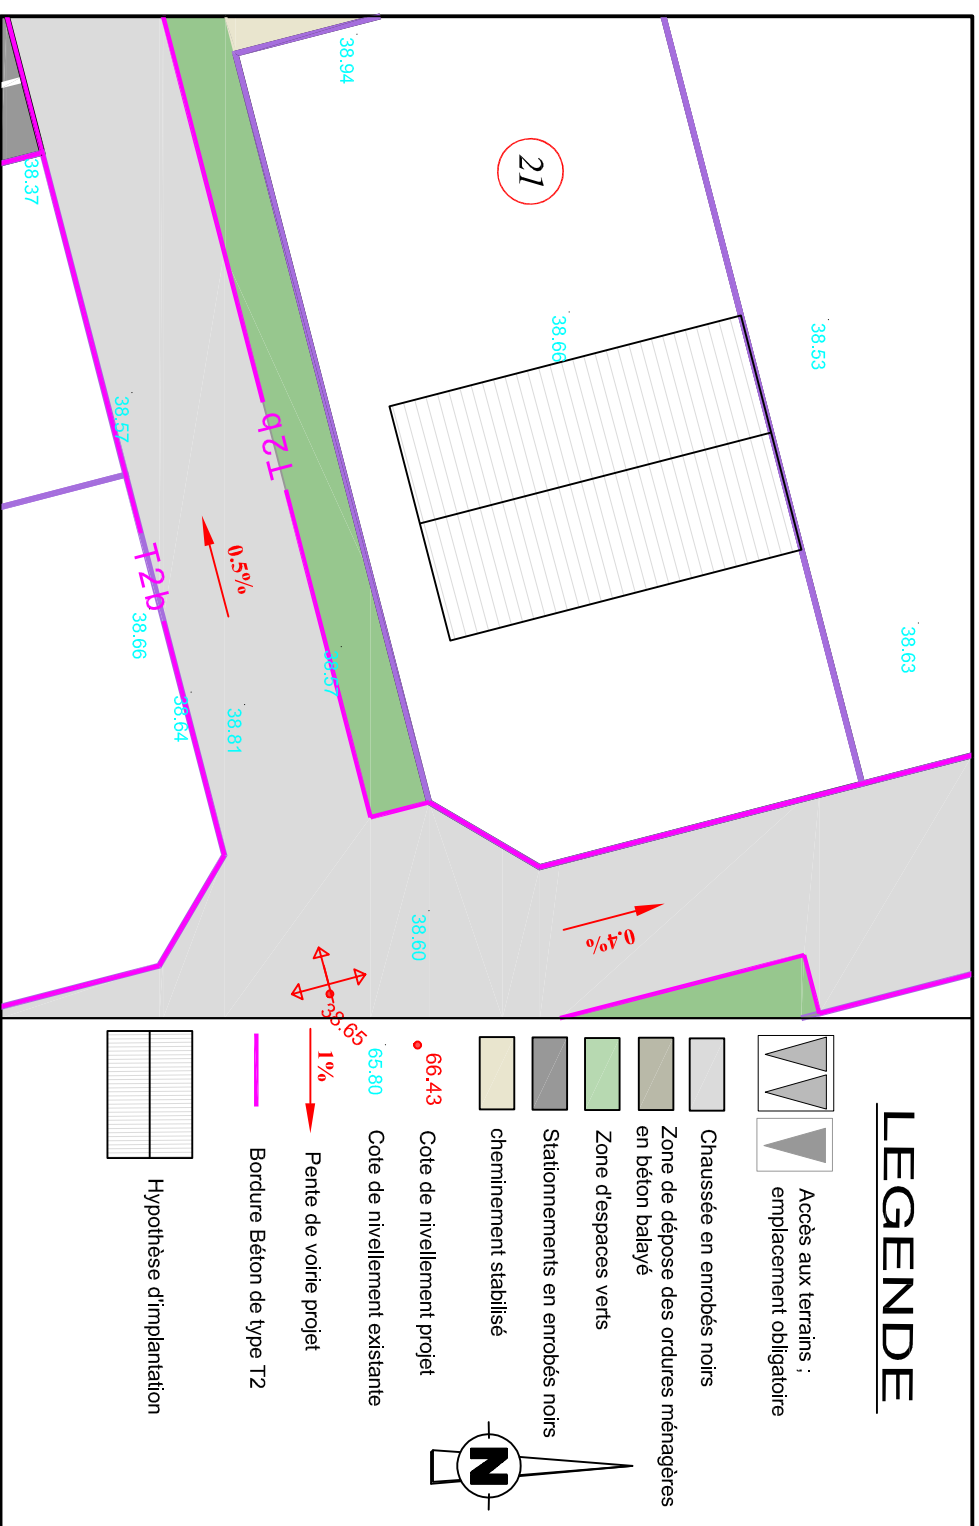 38.94
21
38.37
38.66
38.53
38.57
T2b
T2b
0.5%
38.66
38.57
38.63
38.64
38.81
38.60
0.4%
38.65
LEGENDE
Accès aux terrains ;
emplacement obligatoire
Chaussée en enrobés noirs
Zone de dépose des ordures ménagères
en béton balayé
Zone d'espaces verts
Stationnements en enrobés noirs
cheminement stabilisé
66.43
Cote de nivellement projet
65.80
Cote de nivellement existante
1%
Pente de voirie projet
Bordure Béton de type T2
Hypothèse d'implantation
N